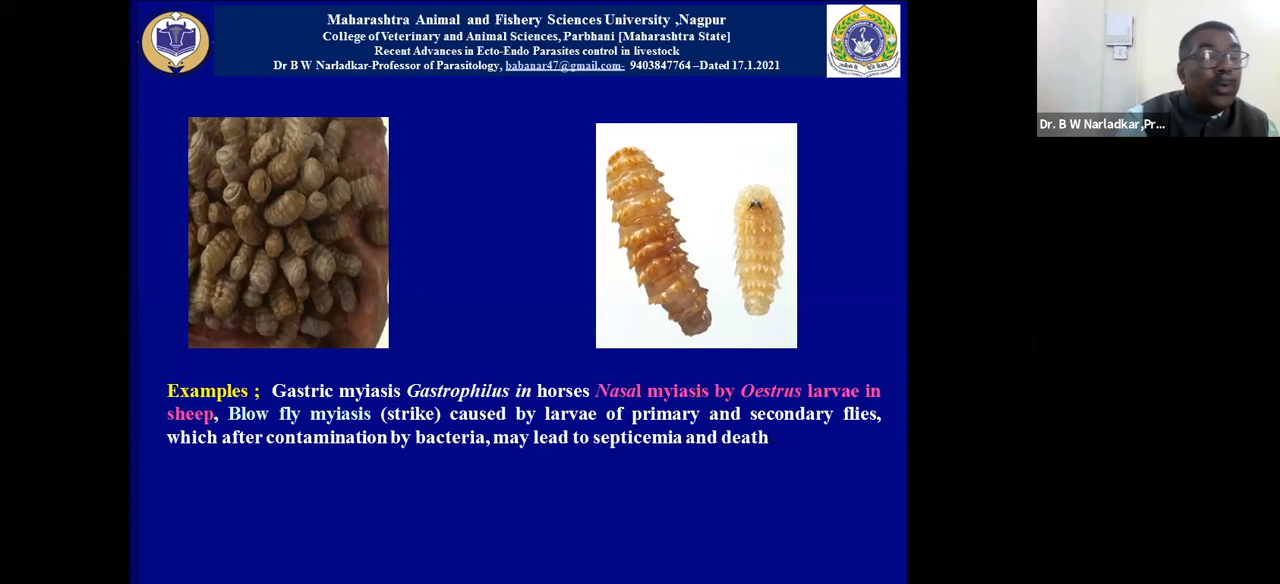 Maharashtra Animal and Fishery Sciences University ,Nagpur
College of Veterinary and Animal Sciences, Parbhani [Maharashtra State]
Recent Advances in Ecto-Endo Parasites control in livestock
Dr B W Narladkar-Professor of Parasitology, babanar47@gmail.com- 9403847764 –Dated 17.1.2021
Dr. B W Narladkar,Pr...
Examples ; Gastric myiasis Gastrophilus in horses Nasal myiasis by Oestrus larvae in
sheep, Blow fly myiasis (strike) caused by larvae of primary and secondary flies,
which after contamination by bacteria, may lead to septicemia and death